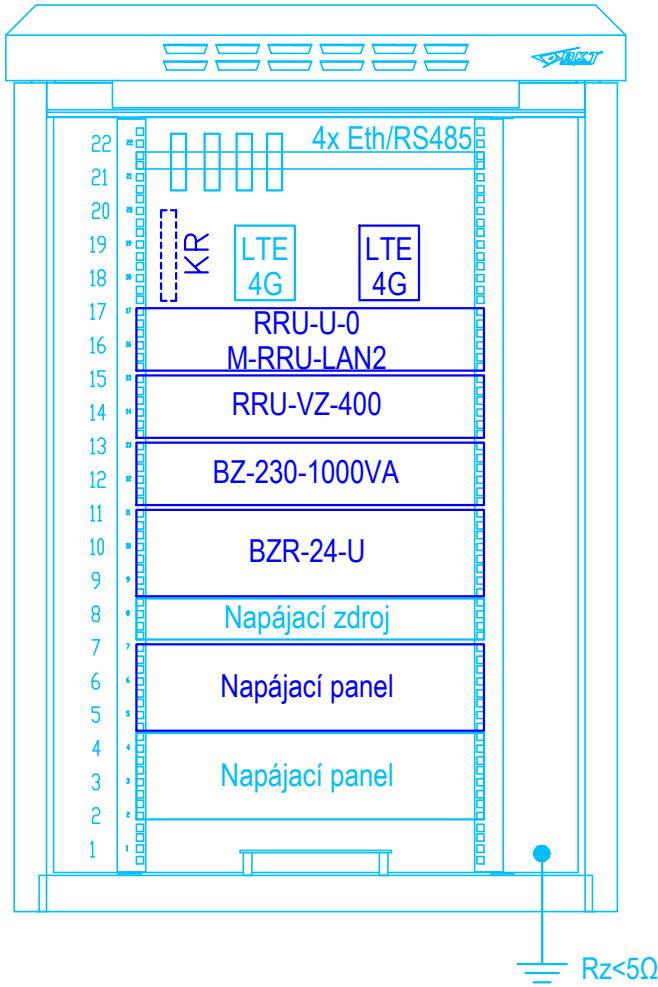 BKT
22
4x Eth/RS485
21
20
19
18
KR
LTE
4G
LTE
4G
17
RRU-U-0
16
M-RRU-LAN2
15
14
RRU-VZ-400
13
12
BZ-230-1000VA
11
10
BZR-24-U
9
8
Napájací zdroj
7
6
Napájací panel
5
4
3
Napájací panel
2
1
Rz<5Ω